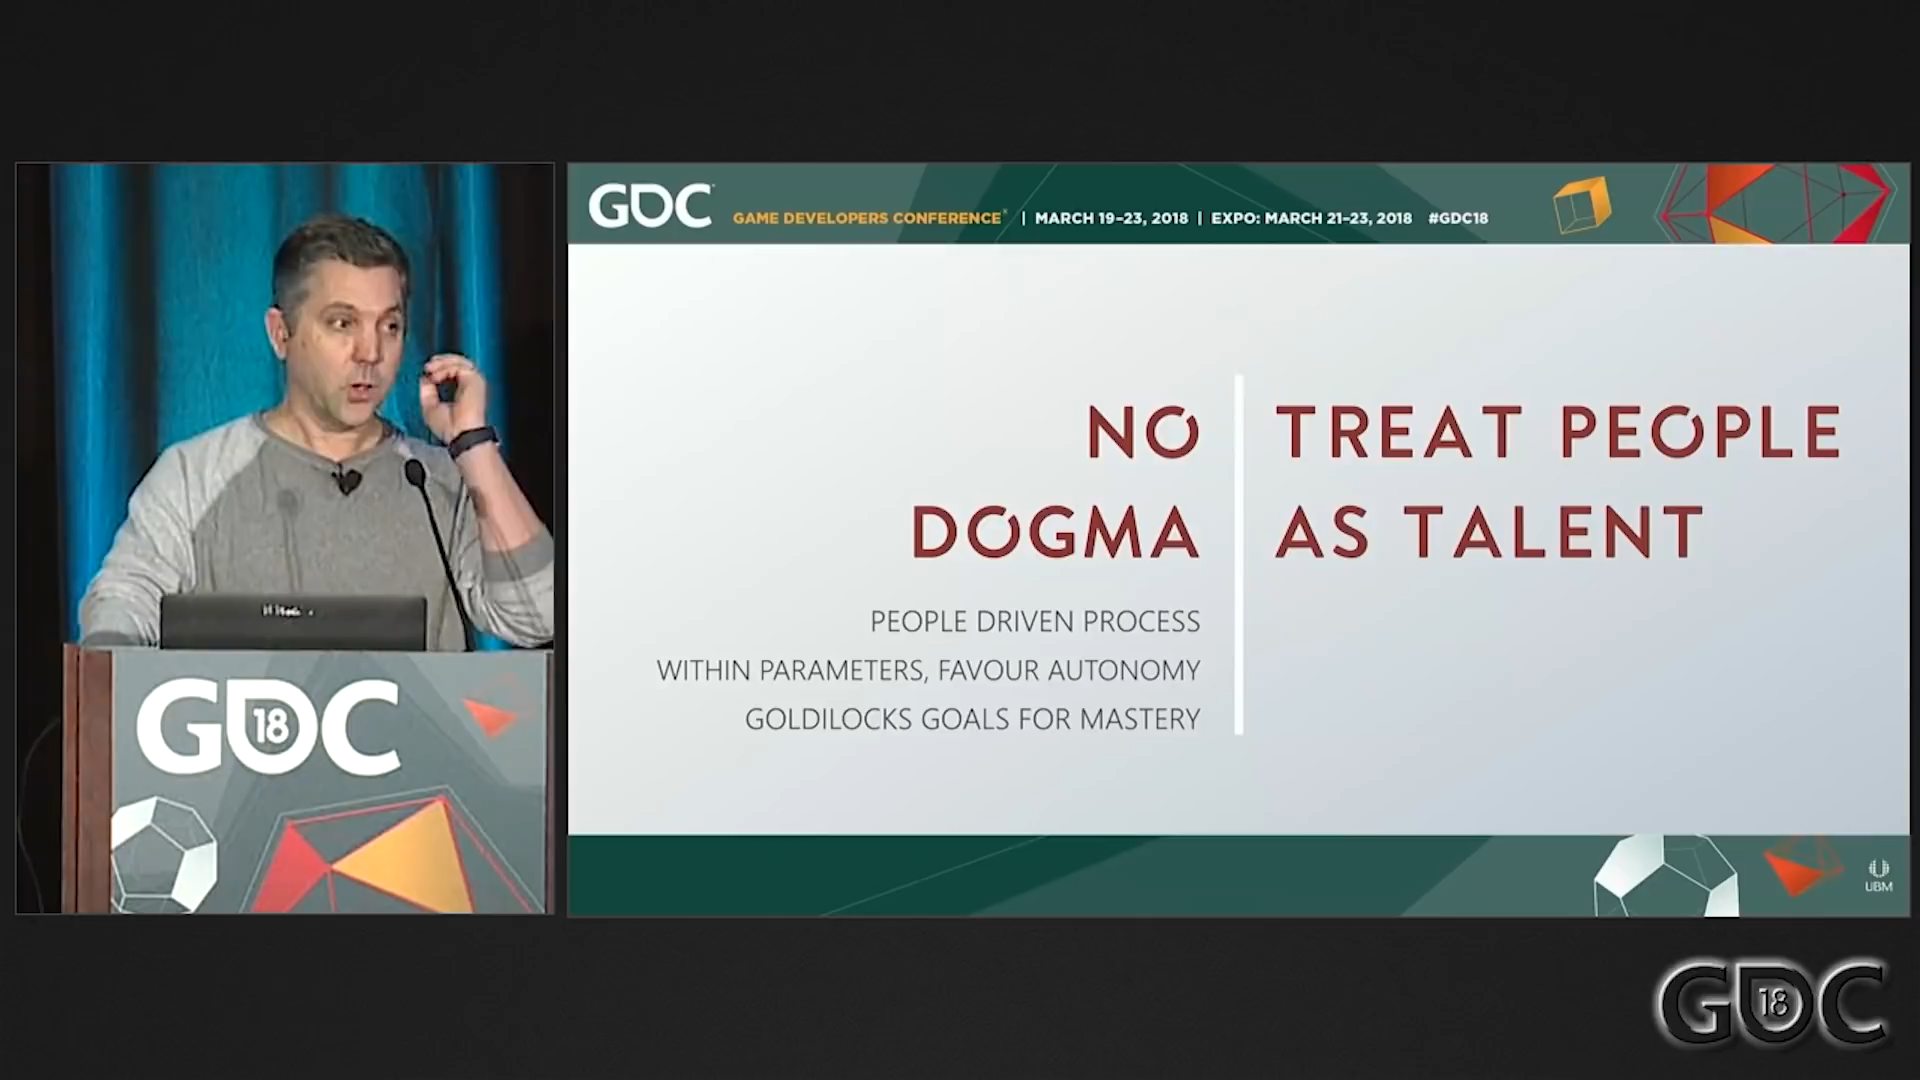 GDC
GAME DEVELOPERS CONFERENCE® | MARCH 19–23, 2018 | EXPO: MARCH 21–23, 2018 #GDC18
NO
DOGMA
PEOPLE DRIVEN PROCESS
WITHIN PARAMETERS, FAVOUR AUTONOMY
GOLDILOCKS GOALS FOR MASTERY
TREAT PEOPLE
AS TALENT
GDC
18
UBM
GDC
18